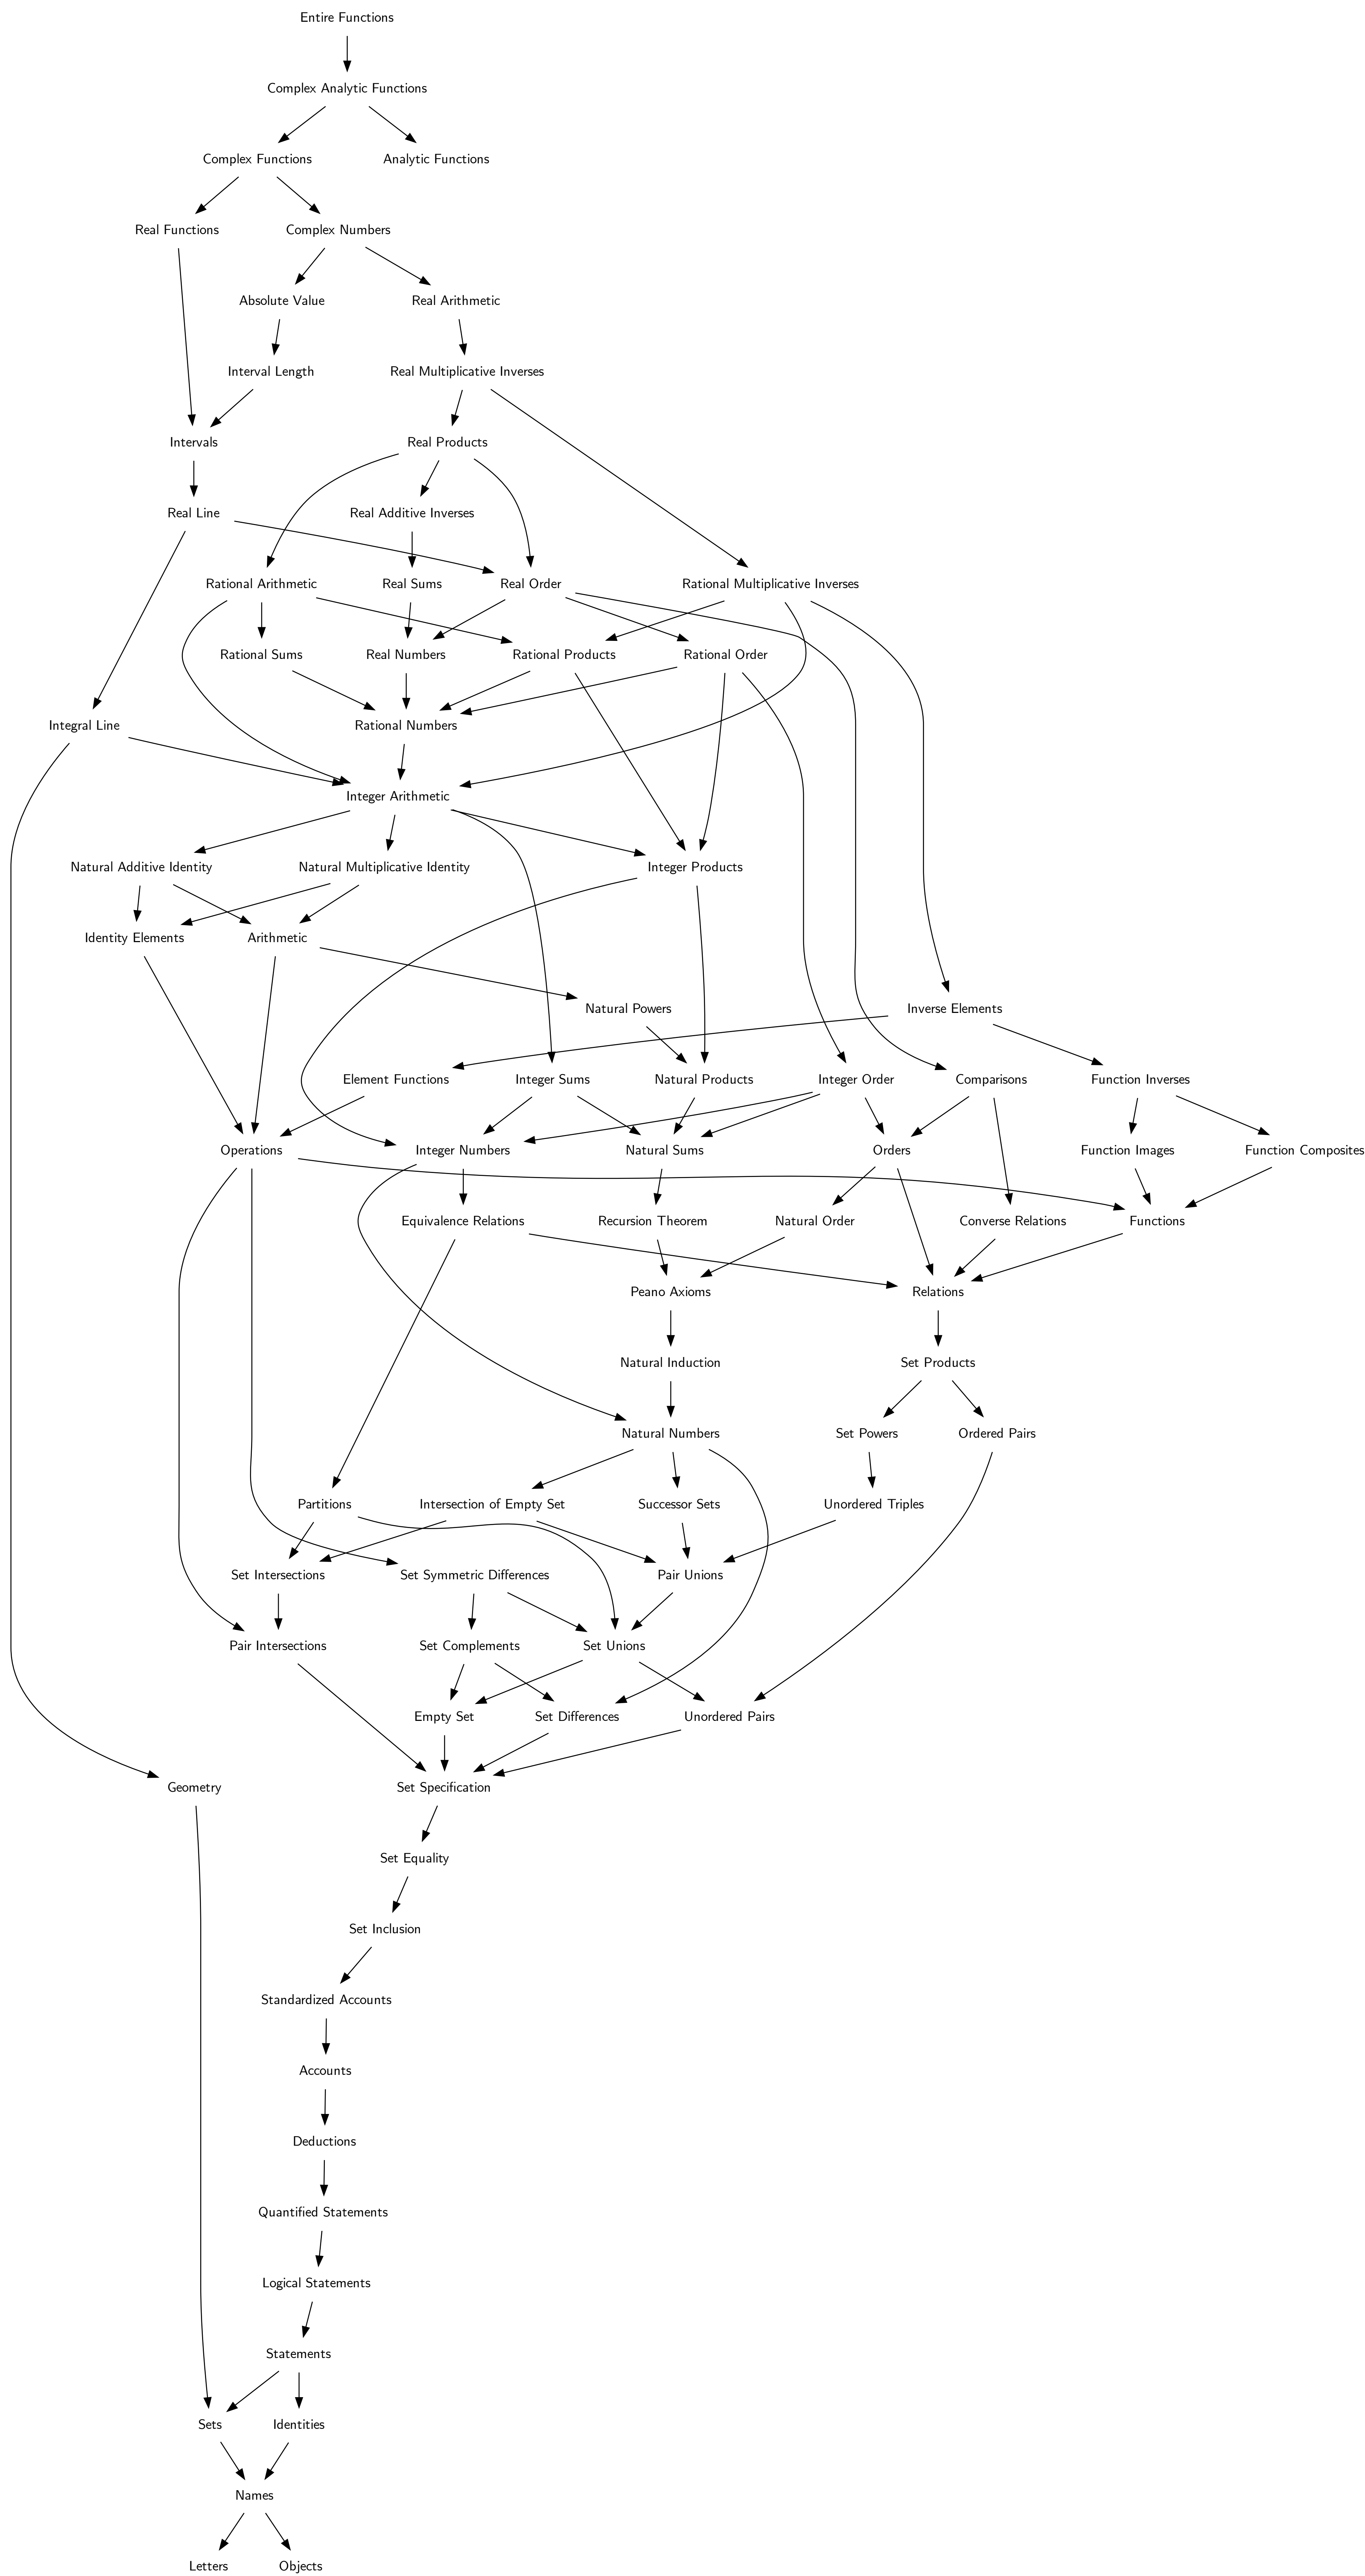 Entire Functions
Complex Analytic Functions
Complex Functions
Analytic Functions
Real Functions
Complex Numbers
Absolute Value
Real Arithmetic
Interval Length
Real Multiplicative Inverses
Intervals
Real Products
Real Line
Real Additive Inverses
Rational Arithmetic
Real Sums
Real Order
Rational Multiplicative Inverses
Rational Sums
Real Numbers
Rational Products
Rational Order
Integral Line
Rational Numbers
Integer Arithmetic
Natural Additive Identity
Natural Multiplicative Identity
Integer Products
Identity Elements
Arithmetic
Natural Powers
Inverse Elements
Element Functions
Integer Sums
Natural Products
Integer Order
Comparisons
Function Inverses
Operations
Integer Numbers
Natural Sums
Orders
Function Images
Function Composites
Equivalence Relations
Recursion Theorem
Natural Order
Converse Relations
Functions
Peano Axioms
Relations
Natural Induction
Set Products
Natural Numbers
Set Powers
Ordered Pairs
Partitions
Intersection of Empty Set
Successor Sets
Unordered Triples
Set Intersections
Set Symmetric Differences
Pair Unions
Pair Intersections
Set Complements
Set Unions
Empty Set
Set Differences
Unordered Pairs
Geometry
Set Specification
Set Equality
Set Inclusion
Standardized Accounts
Accounts
Deductions
Quantified Statements
Logical Statements
Statements
Sets
Identities
Names
Letters
Objects